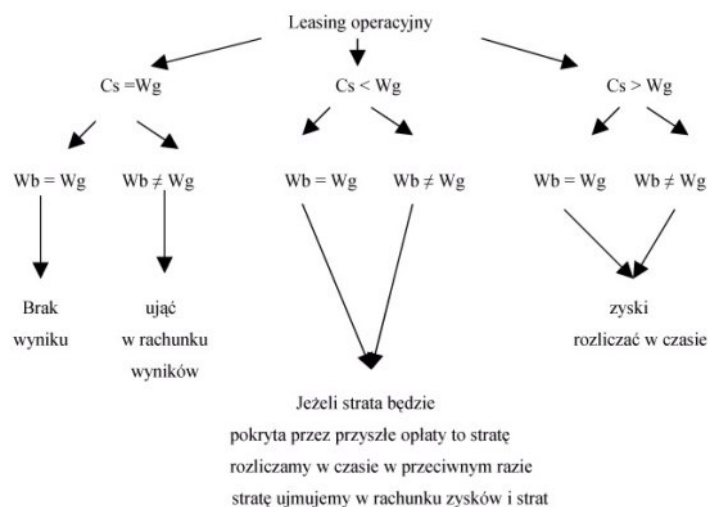 Leasing operacyjny
Cs =Wg
Cs < Wg
Cs > Wg
Wb = Wg
Wb ≠ Wg
Wb = Wg
Wb ≠ Wg
Wb = Wg
Wb ≠ Wg
Brak
wyniku
ująć
w rachunku
wyników
zyski
rozliczać w czasie
Jeżeli strata będzie
pokryta przez przyszłe opłaty to stratę
rozliczamy w czasie w przeciwnym razie
stratę ujmujemy w rachunku zysków i strat